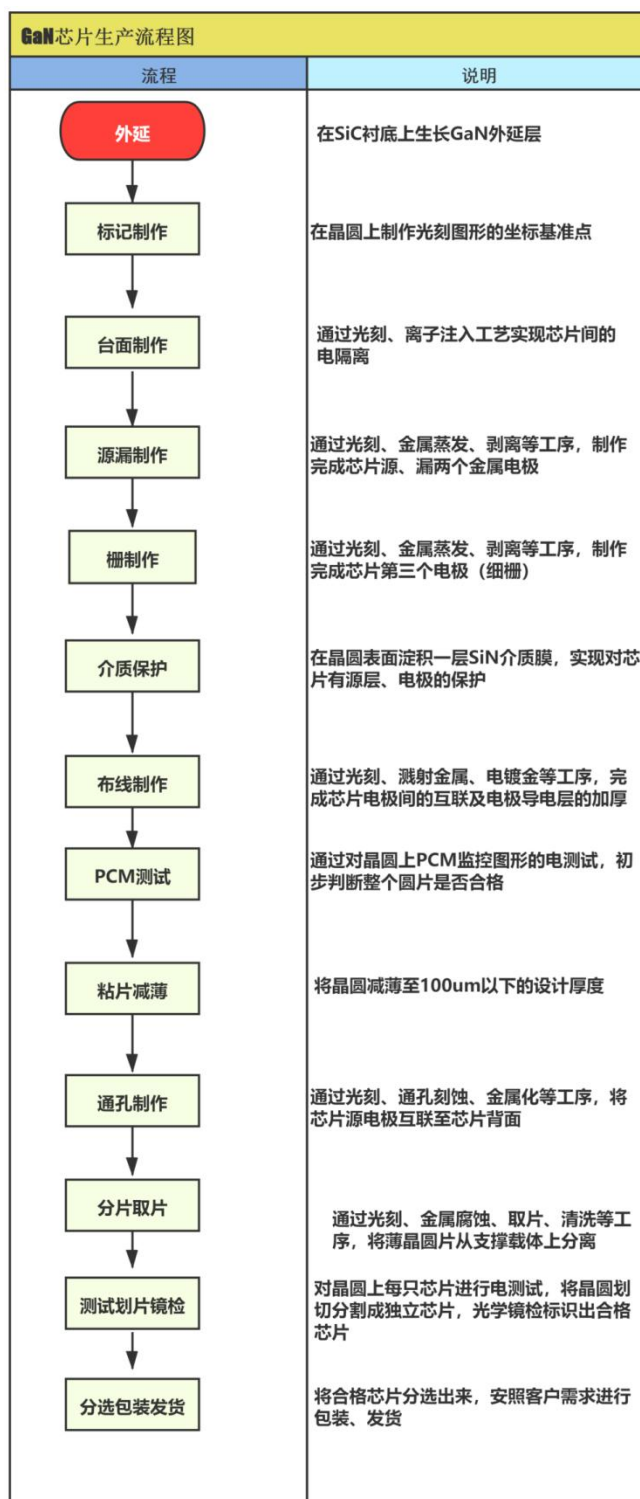 GaN芯片生产流程图
流程
说明
外延
在SiC衬底上生长GaN外延层
标记制作
在晶圆上制作光刻图形的坐标基准点
台面制作
通过光刻、离子注入工艺实现芯片间的
电隔离
源漏制作
通过光刻、金属蒸发、剥离等工序，制作
完成芯片源、漏两个金属电极
栅制作
通过光刻、金属蒸发、剥离等工序，制作
完成芯片第三个电极（细栅）
介质保护
在晶圆表面淀积一层SiN介质膜，实现对芯
片有源层、电极的保护
布线制作
通过光刻、溅射金属、电镀金等工序，完
成芯片电极间的互联及电极导电层的加厚
PCM测试
通过对晶圆上PCM监控图形的电测试，初
步判断整个圆片是否合格
粘片减薄
将晶圆减薄至100um以下的设计厚度
通孔制作
通过光刻、通孔刻蚀、金属化等工序，将
芯片源电极互联至芯片背面
分片取片
通过光刻、金属腐蚀、取片、清洗等工
序，将薄晶圆片从支撑载体上分离
测试划片镜检
对晶圆上每只芯片进行电测试，将晶圆划
切分割成独立芯片，光学镜检标识出合格
芯片
分选包装发货
将合格芯片分选出来，安照客户需求进行
包装、发货